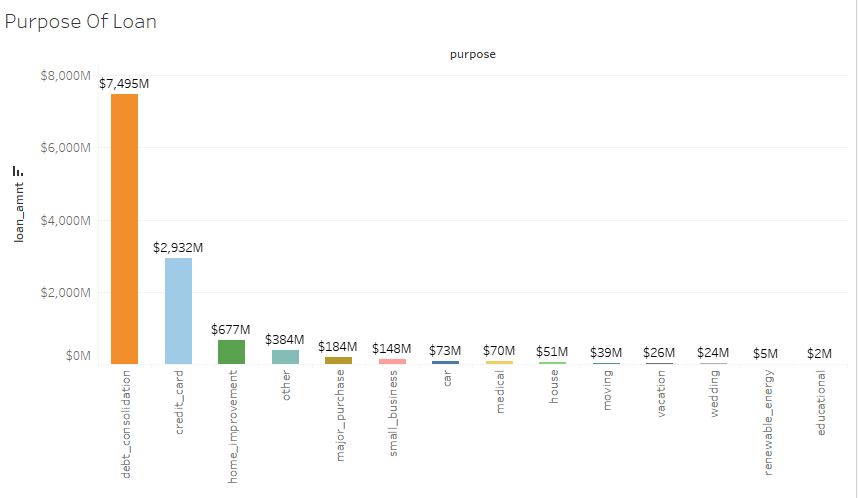 Purpose Of Loan
purpose
$8,000M
$6,000M
$4,000M
$2,000M
$0M
loan_amnt
$7,495M
$2,932M
$677M
$384M
$184M
$148M
$73M
$70M
$51M
$39M
$26M
$24M
$5M
$2M
debt_consolidation
credit_card
home_improvement
other
major_purchase
small_business
car
medical
house
moving
vacation
wedding
renewable_energy
educational